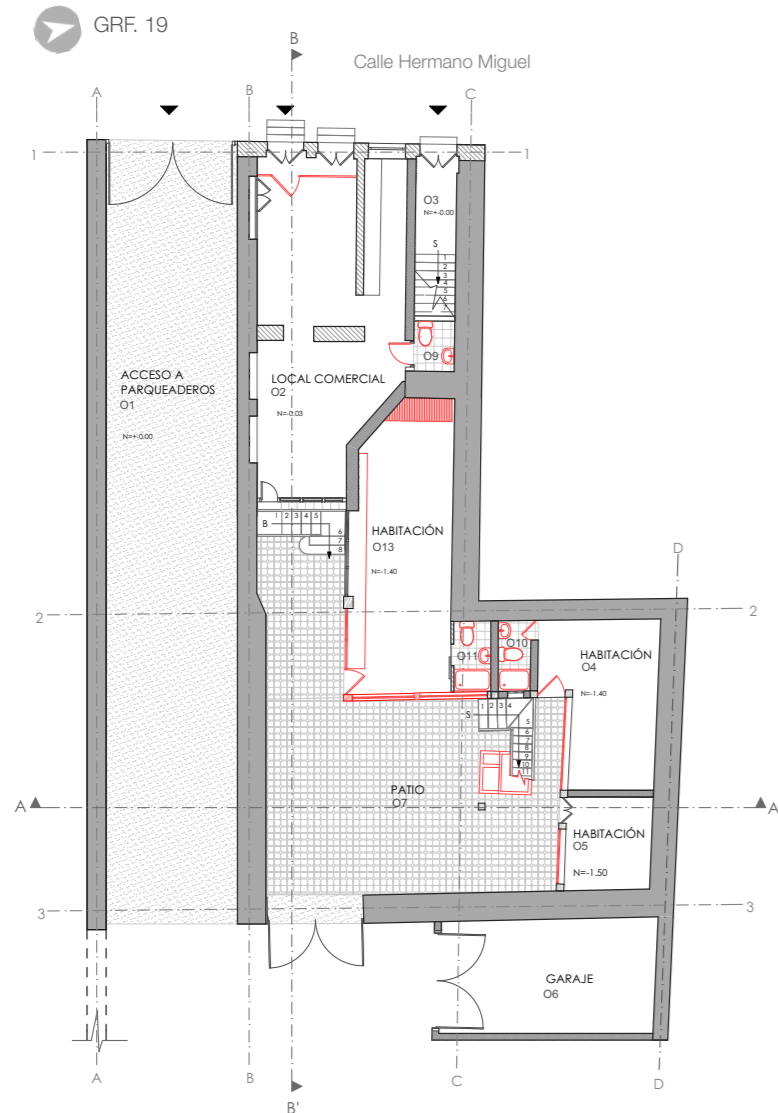 GRF. 19
Calle Hermano Miguel
B
A
B
C
1
1
O3
N=+-0.00
S
1
2
3
4
5
6
7
O9
ACCESO A
PARQUEADEROS
O1
N=+-0.00
LOCAL COMERCIAL
O2
N=-0.03
B
1 2 3 4 5
6
7
8
HABITACIÓN
O13
N=-1.40
D
2
2
O11
O10
HABITACIÓN
O4
N=-1.40
S
1 2 3 4
5
6
7
8
9
10
11
PATIO
O7
A
A
HABITACIÓN
O5
N=-1.50
3
3
GARAJE
O6
A
B
C
D
B'